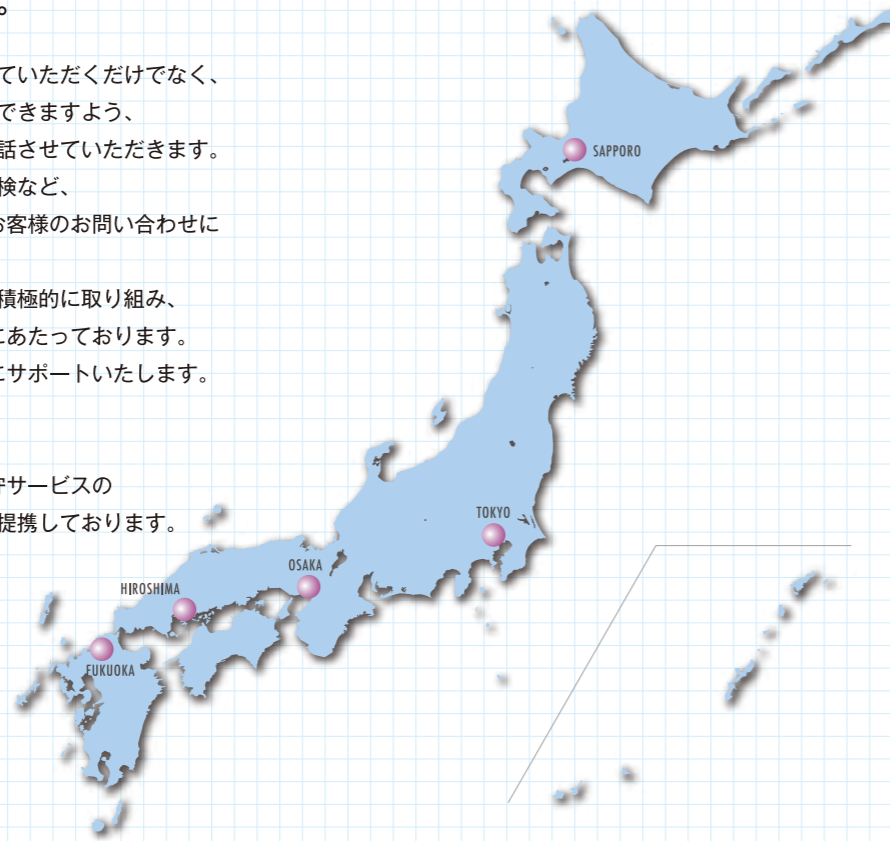 。
ていただくだけでなく、
できますよう、
話させていただきます。
検など、
お客様のお問い合わせに
積極的に取り組み、
にあたっております。
にサポートいたします。
守サービスの
提携しております。
SAPPORO
TOKYO
OSAKA
HIROSHIMA
FUKUOKA